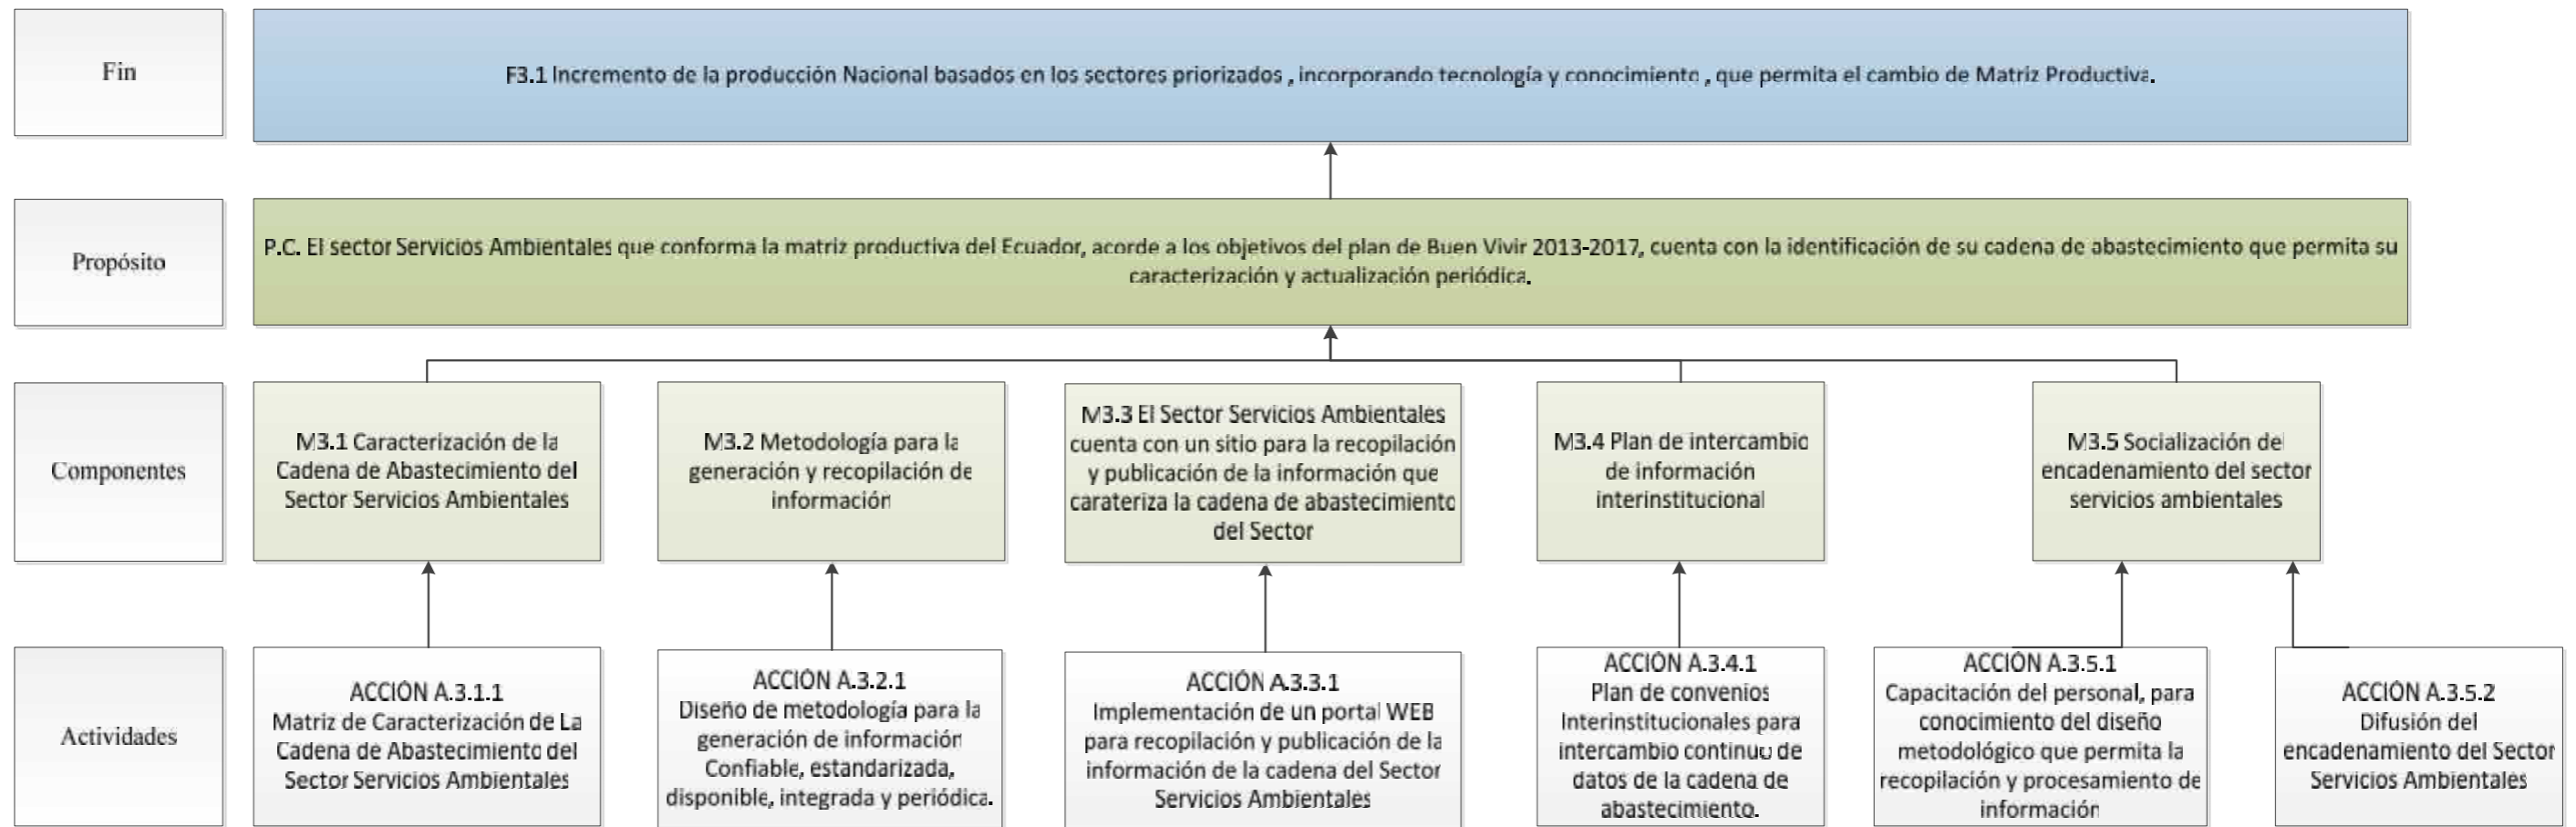 Fin
F3.1 Incremento de la producción Nacional basados en los sectores priorizados , incorporando tecnología y conocimiento , que permita el cambio de Matriz Productiva.
Propósito
P.C. El sector Servicios Ambientales que conforma la matriz productiva del Ecuador, acorde a los objetivos del plan de Buen Vivir 2013-2017, cuenta con la identificación de su cadena de abastecimiento que permita su
caracterización y actualización periódica.
Componentes
M3.1 Caracterización de la
Cadena de Abastecimiento del
Sector Servicios Ambientales
M3.2 Metodología para la
generación y recopilación de
información
M3.3 El Sector Servicios Ambientales
cuenta con un sitio para la recopilación
y publicación de la información que
carateriza la cadena de abastecimiento
del Sector
M3.4 Plan de intercambio
de información
interinstitucional
M3.5 Socialización del
encadenamiento del sector
servicios ambientales
Actividades
ACCIÓN A.3.1.1
Matriz de Caracterización de La
Cadena de Abastecimiento del
Sector Servicios Ambientales
ACCIÓN A.3.2.1
Diseño de metodología para la
generación de información
Confiable, estandarizada,
disponible, integrada y periódica.
ACCIÓN A.3.3.1
Implementación de un portal WEB
para recopilación y publicación de la
información de la cadena del Sector
Servicios Ambientales
ACCIÓN A.3.4.1
Plan de convenios
Interinstitucionales para
intercambio continuo de
datos de la cadena de
abastecimiento.
ACCIÓN A.3.5.1
Capacitación del personal, para
conocimiento del diseño
metodológico que permita la
recopilación y procesamiento de
información
ACCIÓN A.3.5.2
Difusión del
encadenamiento del Sector
Servicios Ambientales